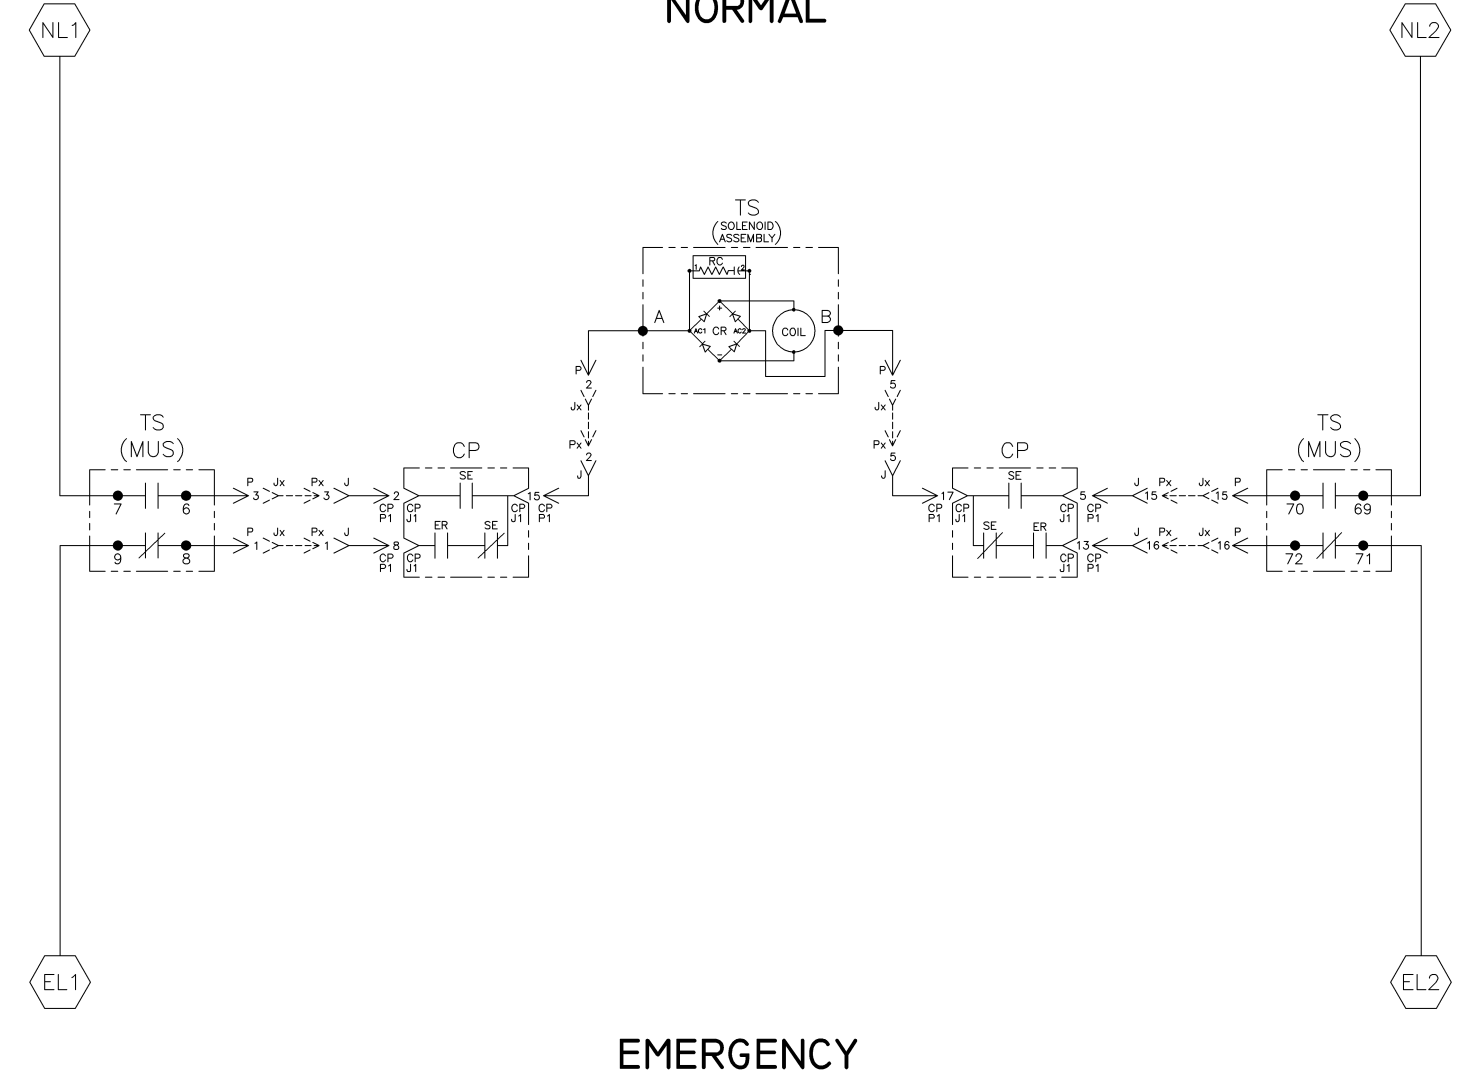 NORMAL
NL1
NL2
TS
(SOLENOID ASSEMBLY)
RC
1
2
A
B
+
AC1
CR
AC2
COIL
-
P
2
Jx
Px
2
J
P
5
Jx
Px
5
J
TS
(MUS)
7
6
9
8
P
3
Jx
Px
3
J
2
CP
P1
P
1
Jx
Px
1
J
8
CP
P1
CP
SE
CP
J1
ER
SE
CP
J1
CP
J1
15
CP
P1
CP
17
CP
P1
CP
J1
SE
SE
ER
CP
J1
5
CP
P1
CP
J1
13
CP
P1
J
15
Px
Jx
15
P
J
16
Px
Jx
16
P
TS
(MUS)
70
69
72
71
EL1
EL2
EMERGENCY